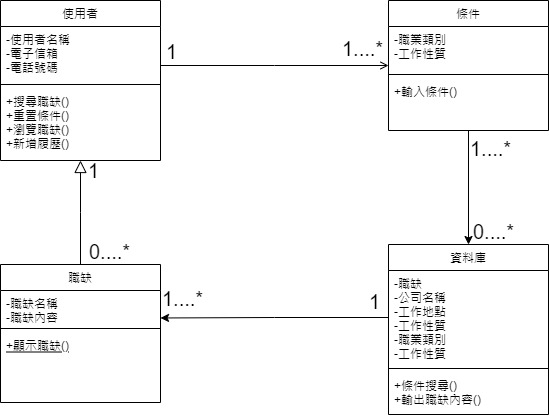 使用者
-使用者名稱
-電子信箱
-電話號碼
+搜尋職缺()
+重置條件()
+瀏覽職缺()
+新增履歷()
1
1....*
條件
-職業類別
-工作性質
+輸入條件()
1
1....*
0....*
0....*
職缺
-職缺名稱
-職缺內容
+顯示職缺()
1....*
1
資料庫
-職缺
-公司名稱
-工作地點
-工作性質
-職業類別
-工作性質
+條件搜尋()
+輸出職缺內容()